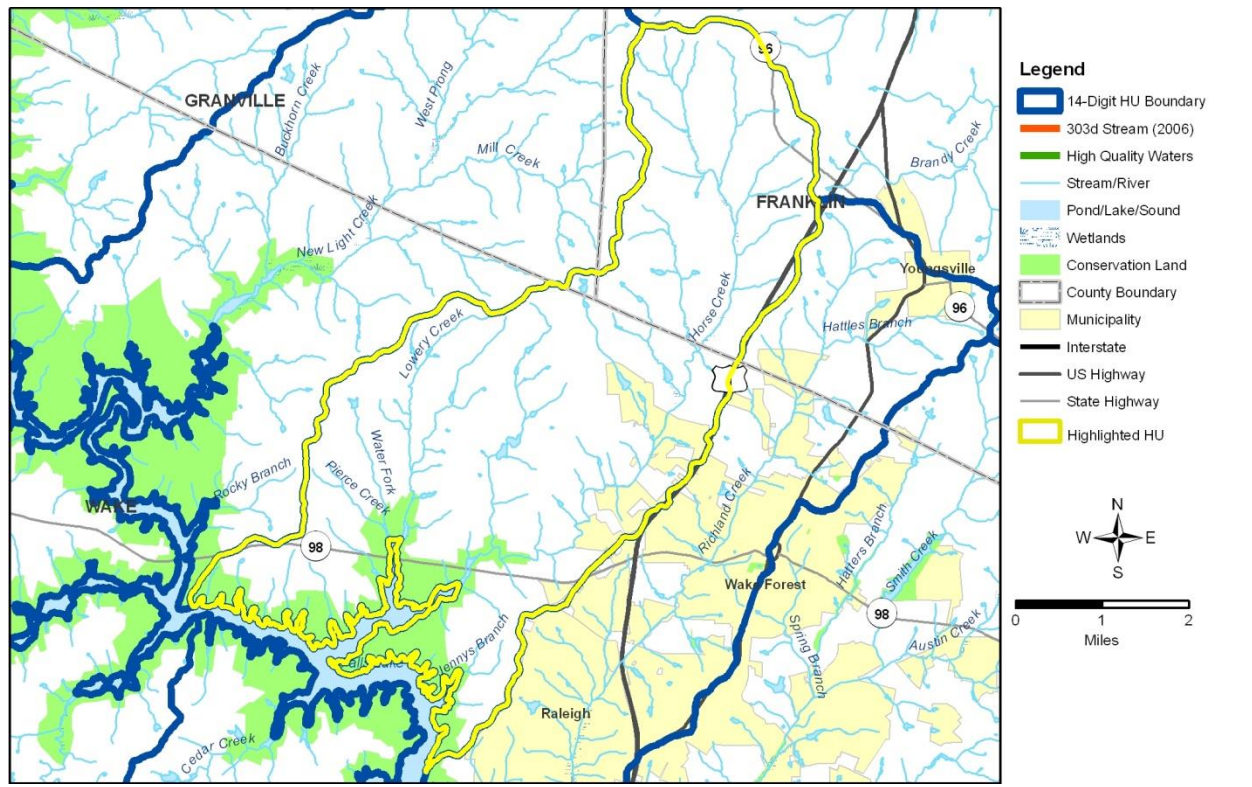 96
GRANVILLE
Buckhorn Creek
West Prong
Mill Creek
Brandy Creek
FRANKLIN
New Light Creek
Youngsville
Horse Creek
96
Hattles Branch
Lowery Creek
Water Fork
Pierce Creek
Rocky Branch
WAKE
98
Richland Creek
Hatters Branch
Smith Creek
Wake Forest
98
Spring Branch
Austin Creek
Raleigh
Cedar Creek
Legend
14-Digit HU Boundary
303d Stream (2006)
High Quality Waters
Stream/River
Pond/Lake/Sound
Wetlands
Conservation Land
County Boundary
Municipality
Interstate
US Highway
State Highway
Highlighted HU
N
W E
S
0 1 2
Miles